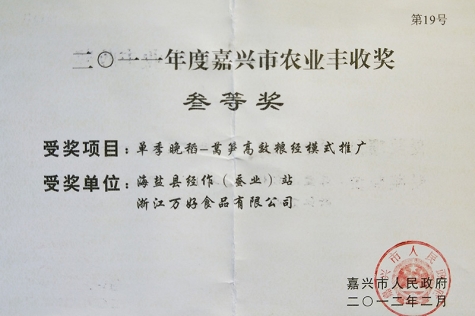 第19号
二〇一一年度嘉兴市农业丰收奖
叁等奖
受奖项目：单季晚稻—莴笋高效粮经模式推广
受奖单位：海盐县经作（蚕业）站
浙江万好食品有限公司
嘉兴市人民政府
二〇一二年二月